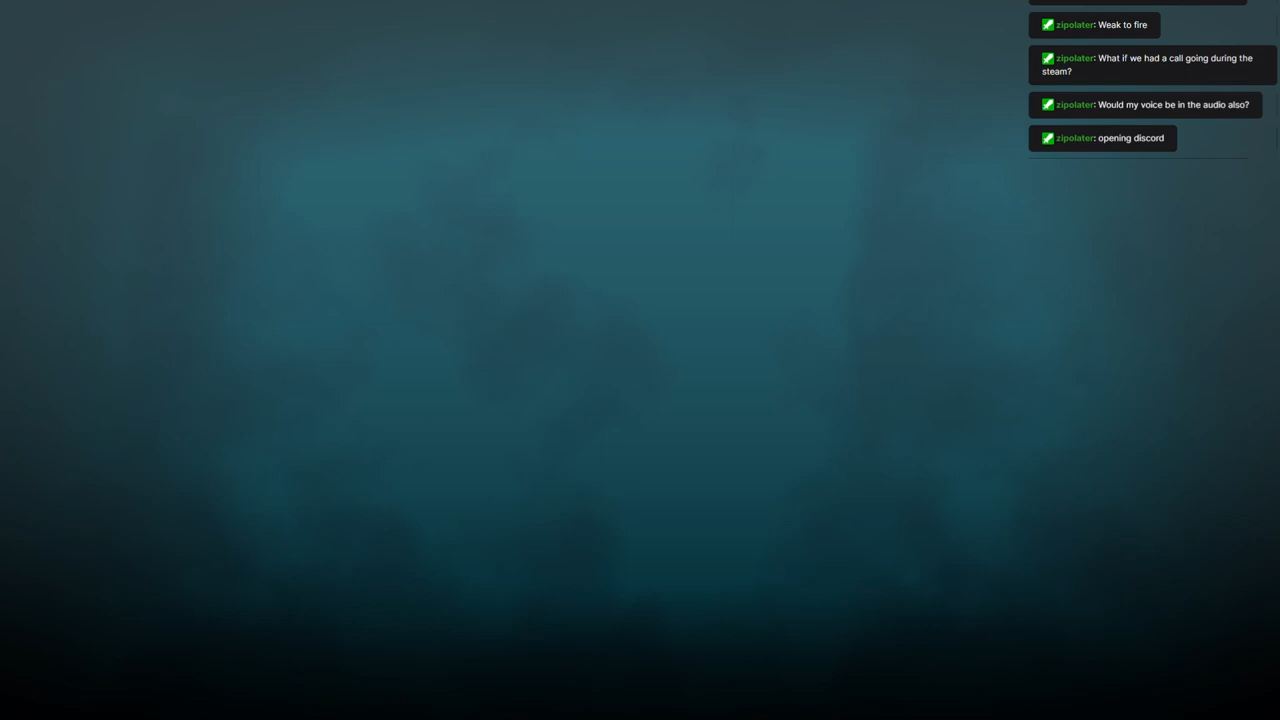 zipolater: Weak to fire
zipolater: What if we had a call going during the
steam?
zipolater: Would my voice be in the audio also?
zipolater: opening discord